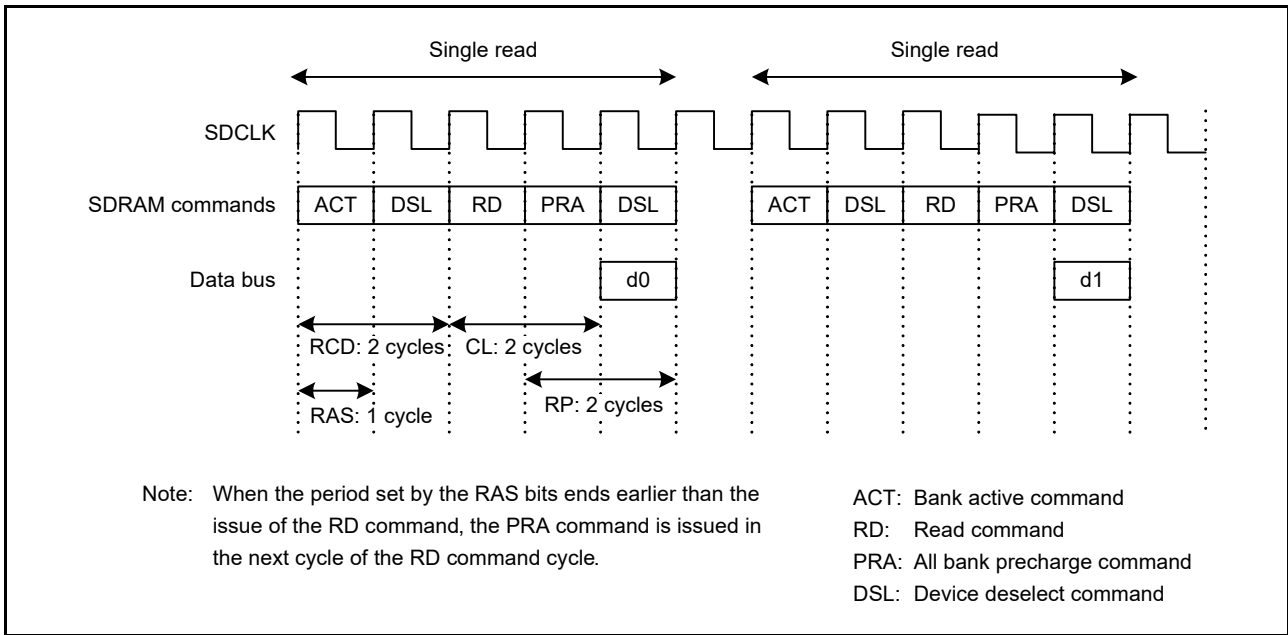 Single read Single read
SDCLK
SDRAM commands ACT DSL RD PRA DSL ACT DSL RD PRA DSL
Data bus d0 d1
RCD: 2 cycles CL: 2 cycles
RAS: 1 cycle RP: 2 cycles
Note: When the period set by the RAS bits ends earlier than the
issue of the RD command, the PRA command is issued in
the next cycle of the RD command cycle.
ACT: Bank active command
RD: Read command
PRA: All bank precharge command
DSL: Device deselect command